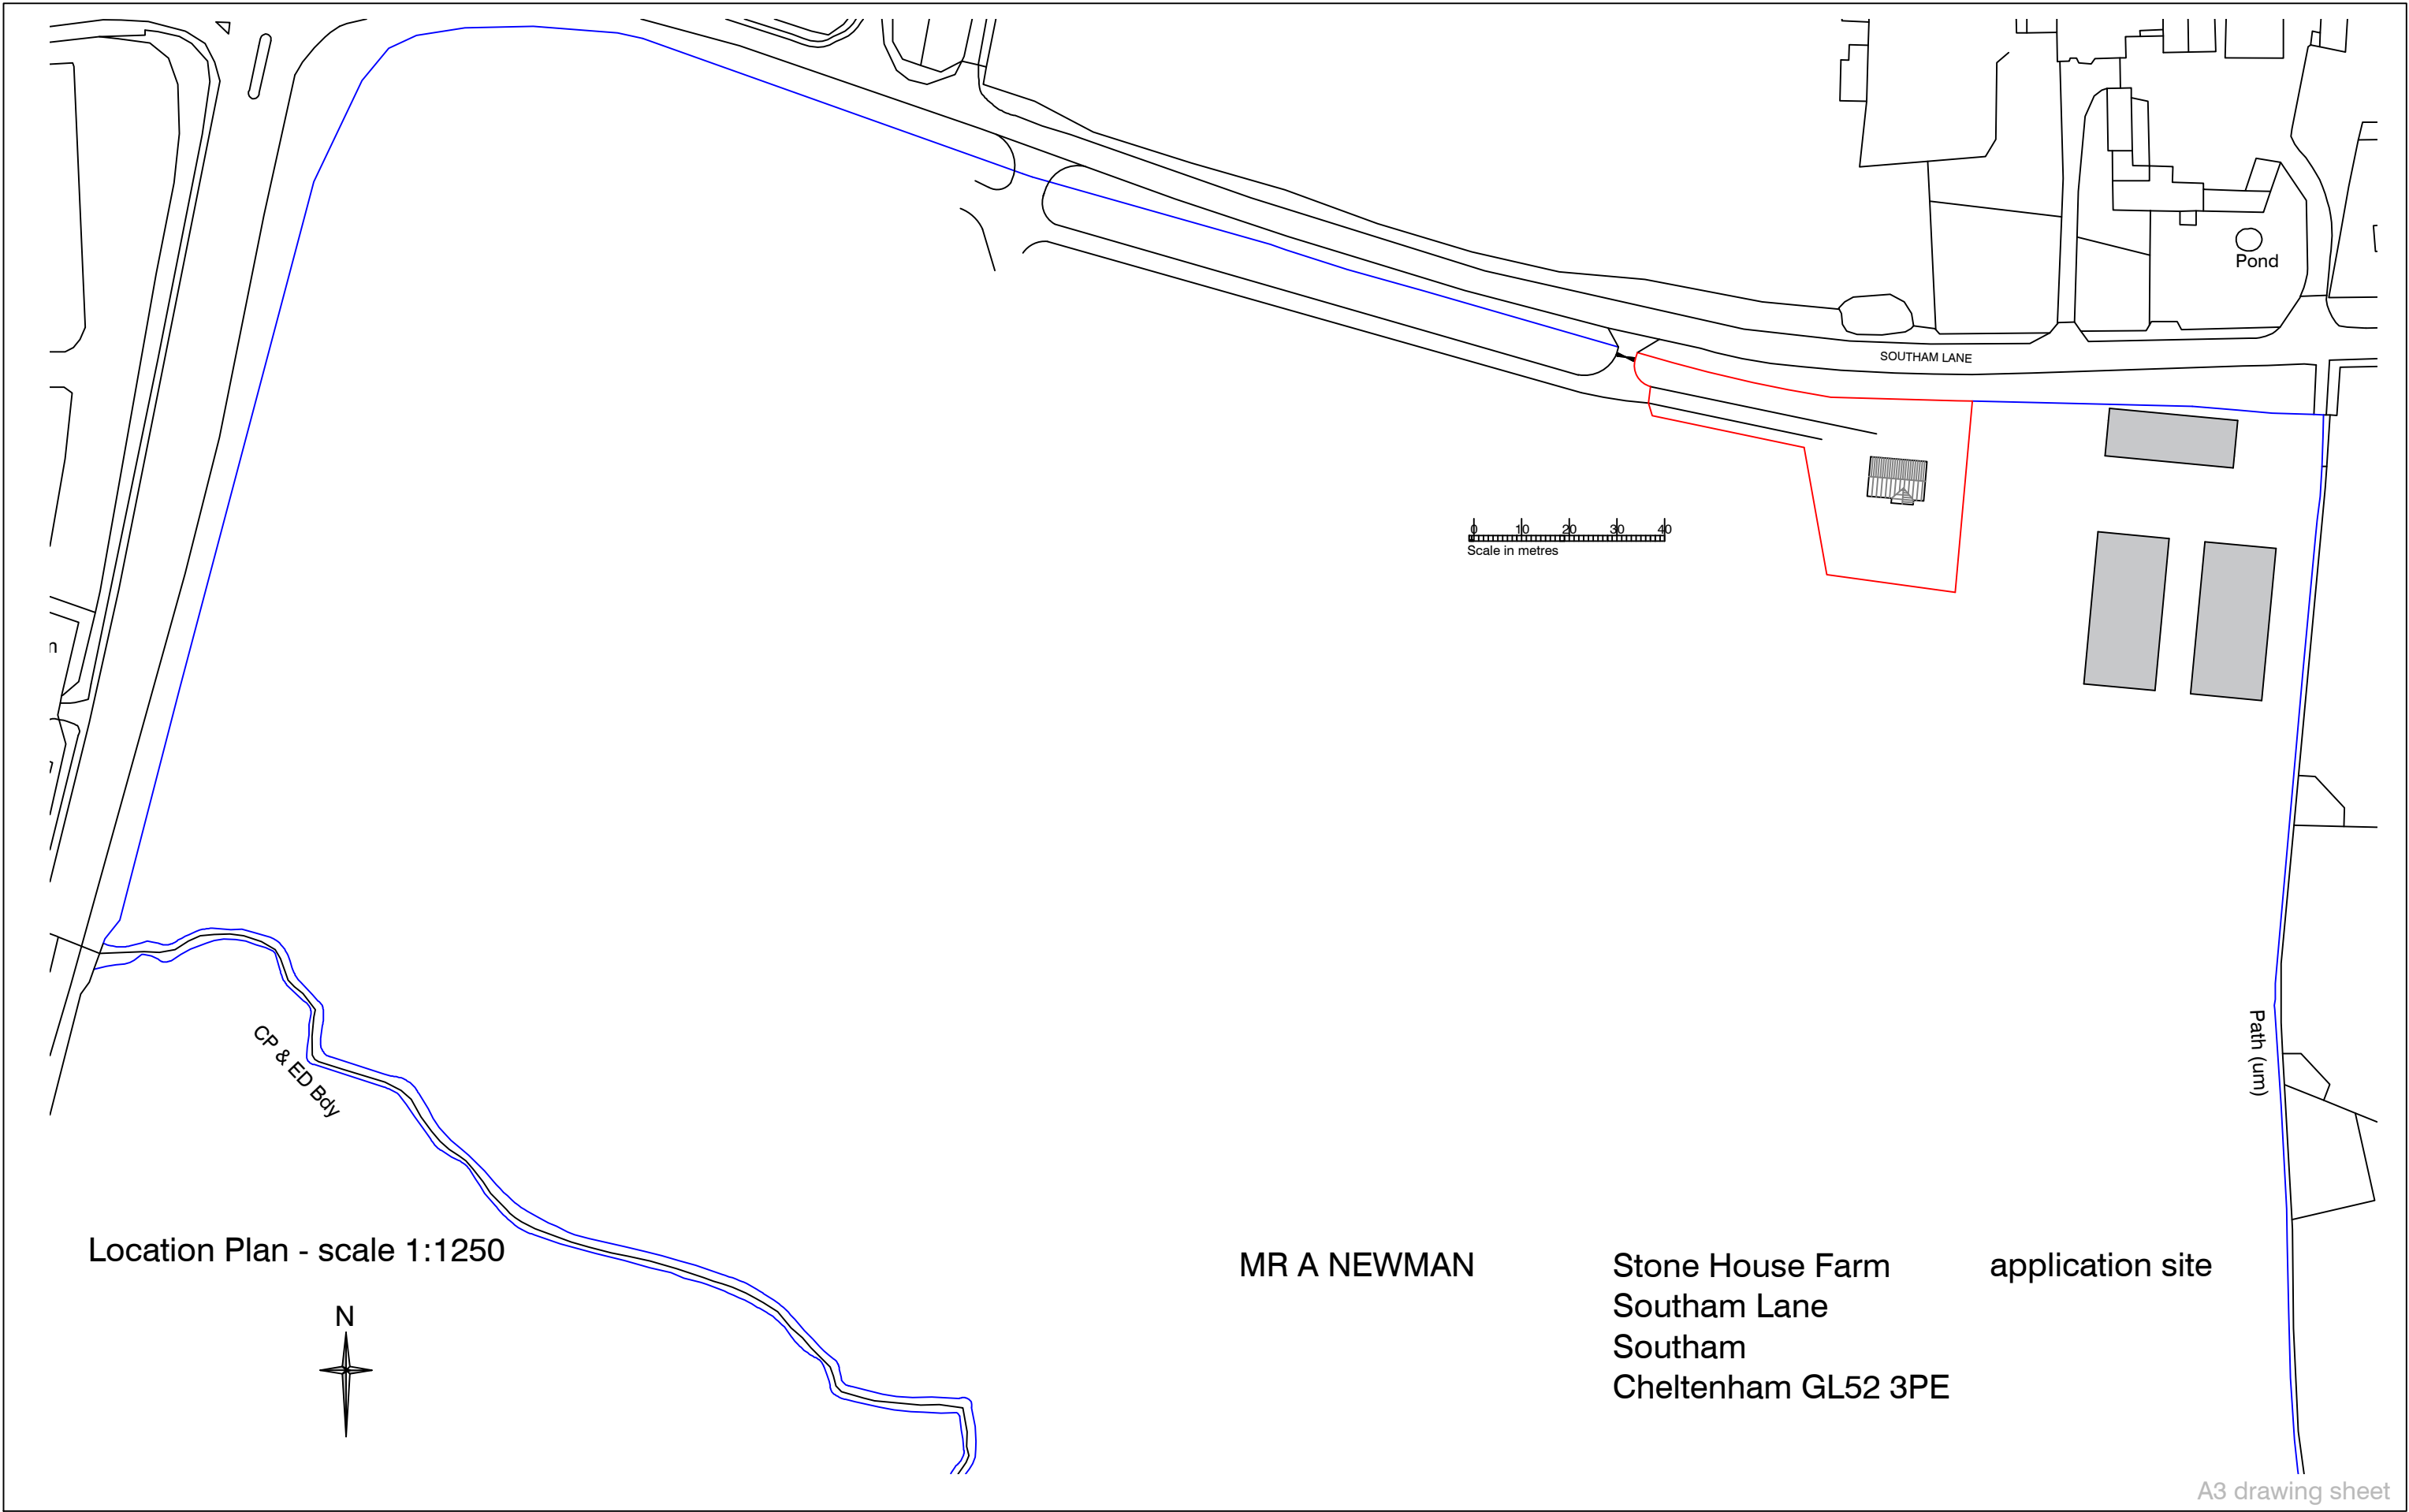 Pond
SOUTHAM LANE
0 10 20 30 40
Scale in metres
n
Path (um)
CP & ED Bdy
Location Plan - scale 1:1250
N
MR A NEWMAN
Stone House Farm
Southam Lane
Southam
Cheltenham GL52 3PE
application site
A3 drawing sheet